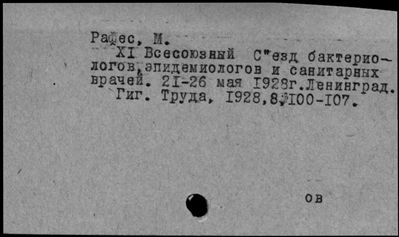 Рафес, М.
XI Всесоюзный С"езд бактерио-
логов,эпидемиологов и санитарных
врачей. 21-26 мая 1928г.Ленинград.
Гиг. Труда, 1928,8,100-107.
ов